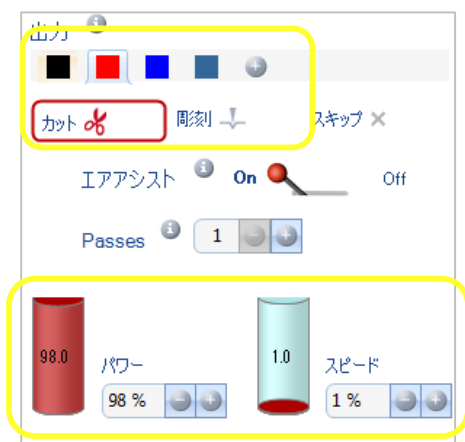 出力
カット 彫刻 スキップ
エアアシスト On Off
Passes 1
98.0 パワー 1.0 スピード
98 % 1 %